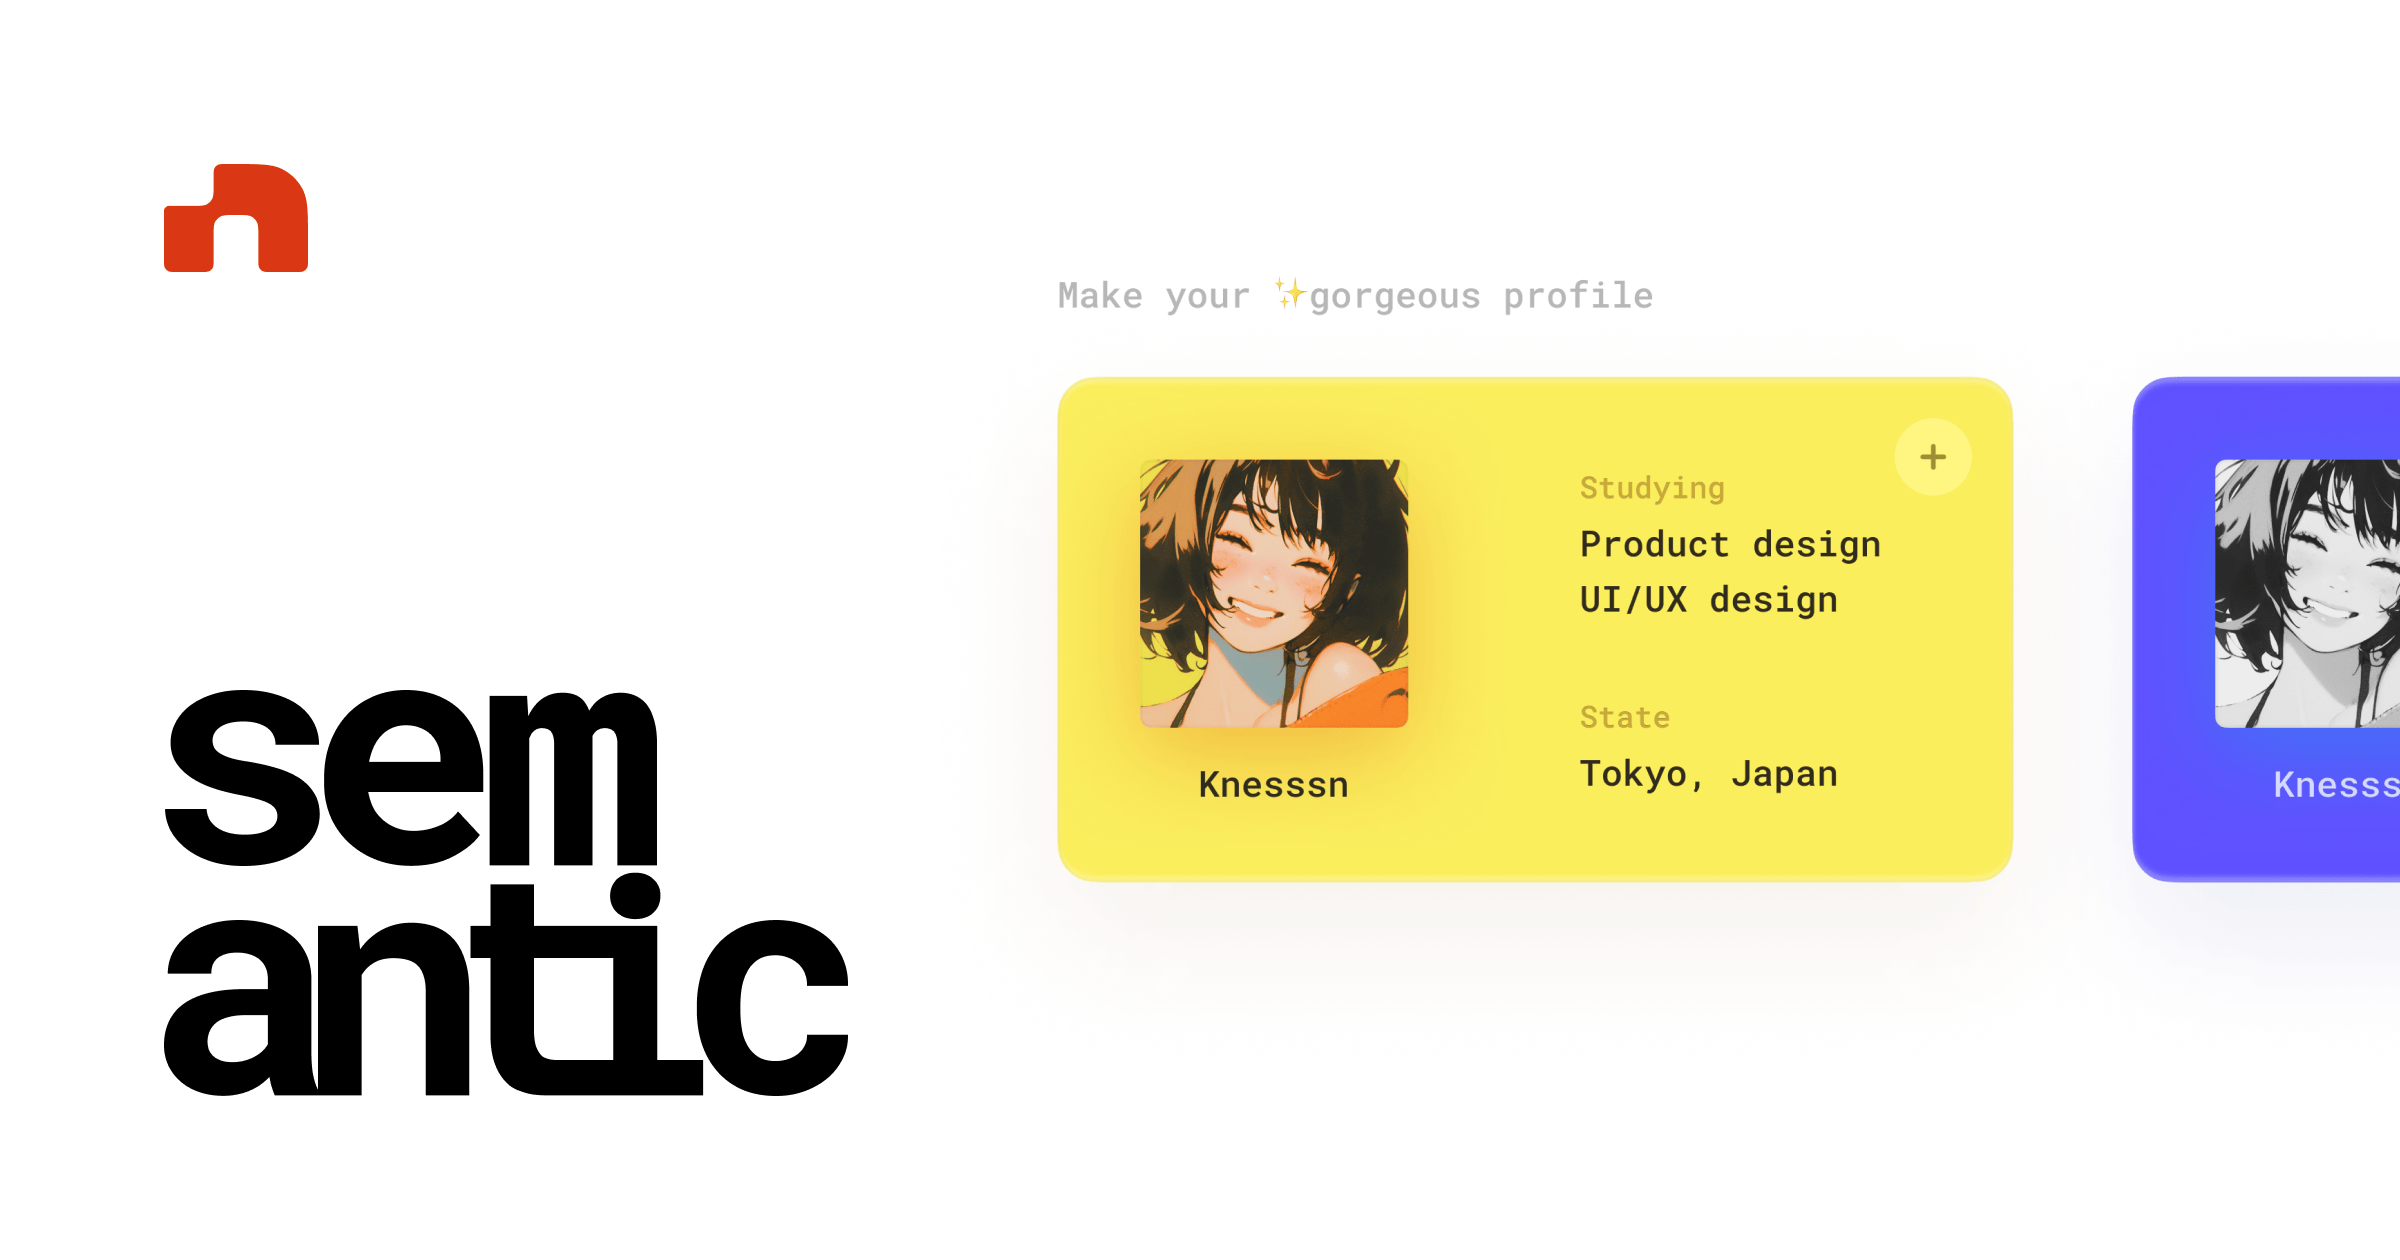 sem
antic
Make your ✨gorgeous profile
Studying
Product design
UI/UX design
State
Tokyo, Japan
Knesssn
Knesss